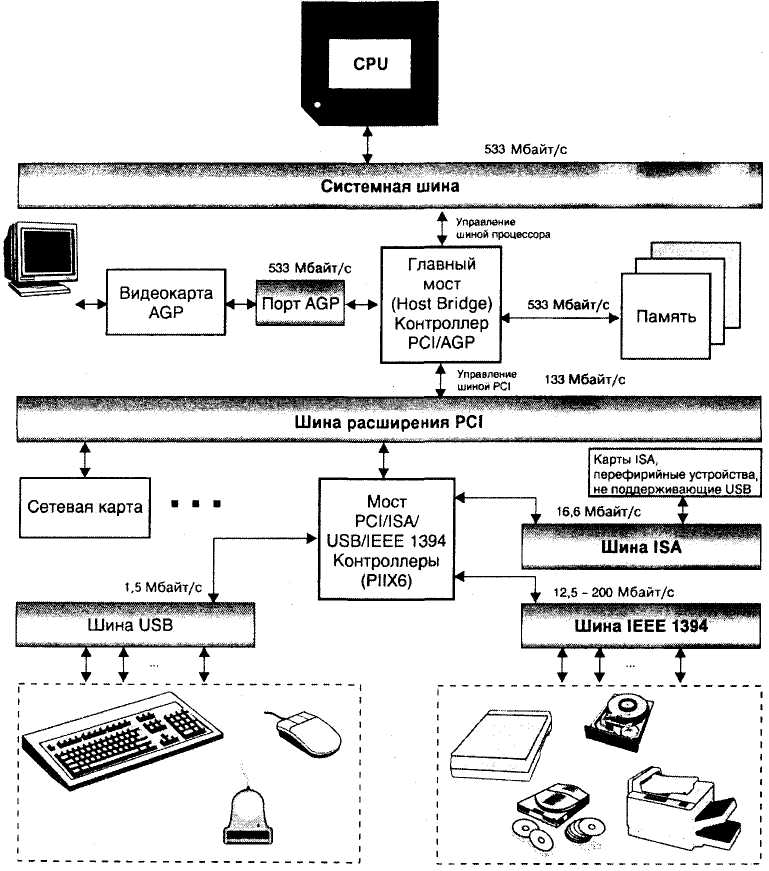 CPU
533 Мбайт/с
Системная шина
Управление
шиной процессора
533 Мбайт/с
Видеокарта
AGP
Порт AGP
Главный
мост
(Host Bridge)
Контроллер
PCI/AGP
533 Мбайт/с
Память
Управление
шиной PCI
133 Мбайт/с
Шина расширения PCI
Сетевая карта
Мост
PCI/ISA/
USB/IEEE 1394
Контроллеры
(PIIX6)
Карты ISA,
перефирийные устройства,
не поддерживающие USB
16,6 Мбайт/с
Шина ISA
1,5 Мбайт/с
Шина USB
12,5 – 200 Мбайт/с
Шина IEEE 1394
...
...